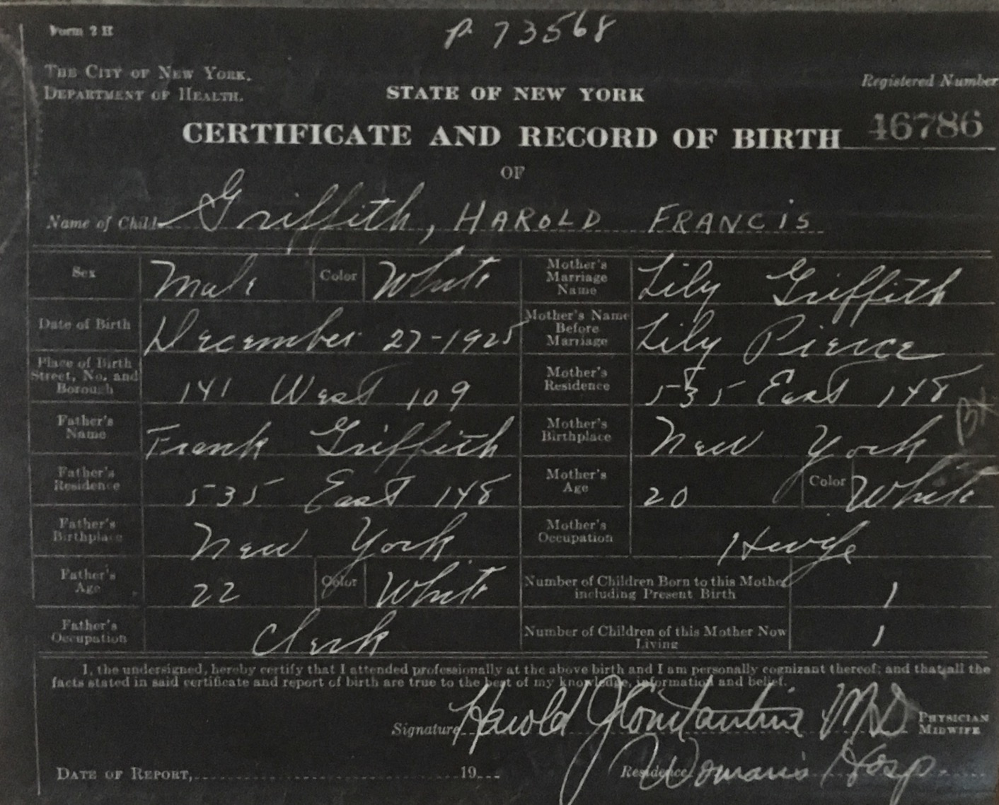 Form 2 H
P. 73568
THE CITY OF NEW YORK.
DEPARTMENT OF HEALTH.
STATE OF NEW YORK
Registered Number
46786
CERTIFICATE AND RECORD OF BIRTH
OF
Name of Child Griffith, HAROLD FRANCIS
Sex Male Color White
Mother's Marriage Name Lily Griffith
Date of Birth December 27-1925
Mother's Name Before Marriage Lily Pierce
Place of Birth Street, No. and Borough 141 West 109
Mother's Residence 535 East 148 BX
Father's Name Frank Griffith
Mother's Birthplace New York
Father's Residence 535 East 148
Mother's Age 20 Color White
Father's Birthplace New York
Mother's Occupation Hwife
Father's Age 22 Color White
Number of Children Born to this Mother including Present Birth 1
Father's Occupation Clerk
Number of Children of this Mother Now Living 1
I, the undersigned, hereby certify that I attended professionally at the above birth and I am personally cognizant thereof; and that all the
facts stated in said certificate and report of birth are true to the best of my knowledge, information and belief.
Signature Harold J Constantine MD PHYSICIAN MIDWIFE
DATE OF REPORT, 19 Residence Woman's Hosp.